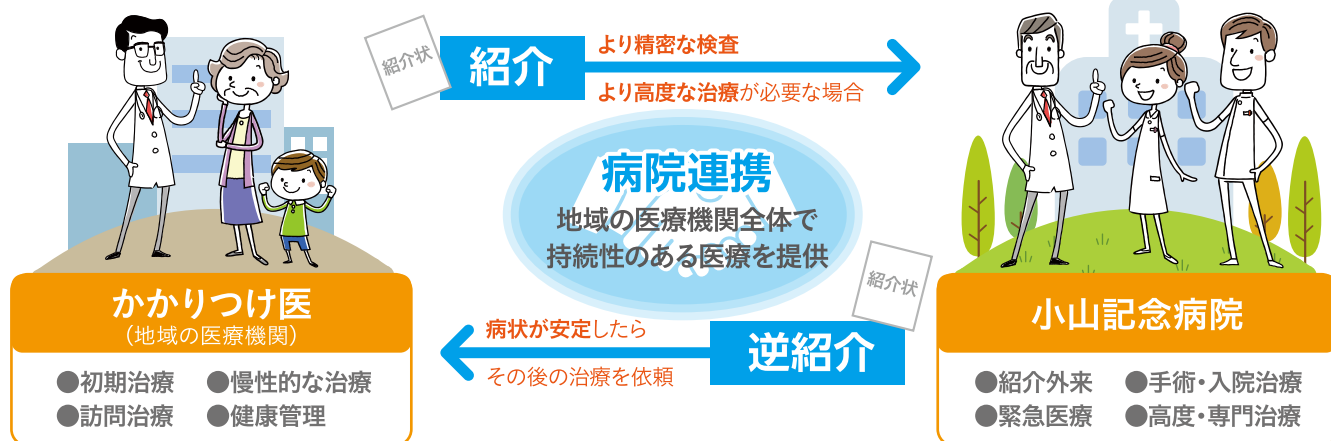 紹介状
紹介
より精密な検査
より高度な治療が必要な場合
病院連携
地域の医療機関全体で
持続性のある医療を提供
かかりつけ医
（地域の医療機関）
●初期治療 ●慢性的な治療
●訪問治療 ●健康管理
病状が安定したら
その後の治療を依頼
逆紹介
紹介状
小山記念病院
●紹介外来 ●手術・入院治療
●緊急医療 ●高度・専門治療